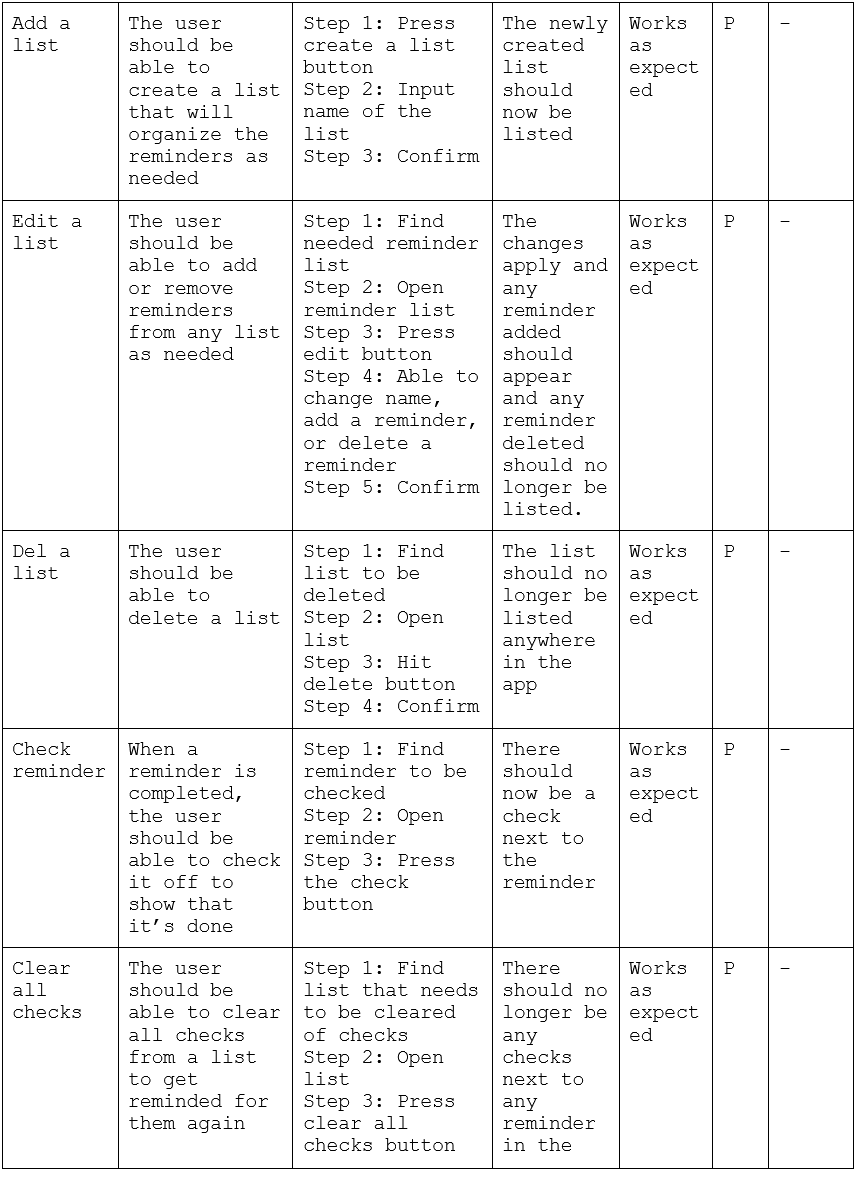 Add a
list
The user
should be
able to
create a list
that will
organize the
reminders as
needed
Step 1: Press
create a list
button
Step 2: Input
name of the
list
Step 3: Confirm
The newly
created
list
should
now be
listed
Works
as
expect
ed
P
–
Edit a
list
The user
should be
able to add
or remove
reminders
from any list
as needed
Step 1: Find
needed reminder
list
Step 2: Open
reminder list
Step 3: Press
edit button
Step 4: Able to
change name,
add a reminder,
or delete a
reminder
Step 5: Confirm
The
changes
apply and
any
reminder
added
should
appear
and any
reminder
deleted
should no
longer be
listed.
Works
as
expect
ed
P
–
Del a
list
The user
should be
able to
delete a list
Step 1: Find
list to be
deleted
Step 2: Open
list
Step 3: Hit
delete button
Step 4: Confirm
The list
should no
longer be
listed
anywhere
in the
app
Works
as
expect
ed
P
–
Check
reminder
When a
reminder is
completed,
the user
should be
able to check
it off to
show that
it’s done
Step 1: Find
reminder to be
checked
Step 2: Open
reminder
Step 3: Press
the check
button
There
should
now be a
check
next to
the
reminder
Works
as
expect
ed
P
–
Clear
all
checks
The user
should be
able to clear
all checks
from a list
to get
reminded for
them again
Step 1: Find
list that needs
to be cleared
of checks
Step 2: Open
list
Step 3: Press
clear all
checks button
There
should no
longer be
any
checks
next to
any
reminder
in the
Works
as
expect
ed
P
–